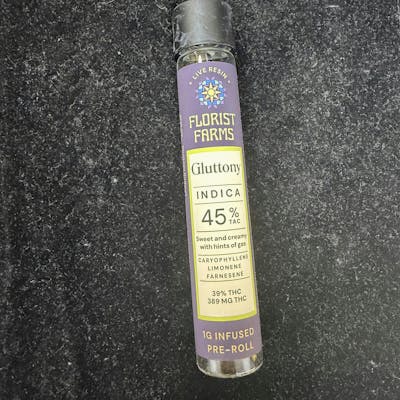 • LIVE RESIN •
FLORIST
FARMS
Gluttony
INDICA
45% TAC
Sweet and creamy
with hints of gas
CARYOPHYLLENE
LIMONENE
FARNESENE
39% THC
389 MG THC
1G INFUSED
PRE-ROLL